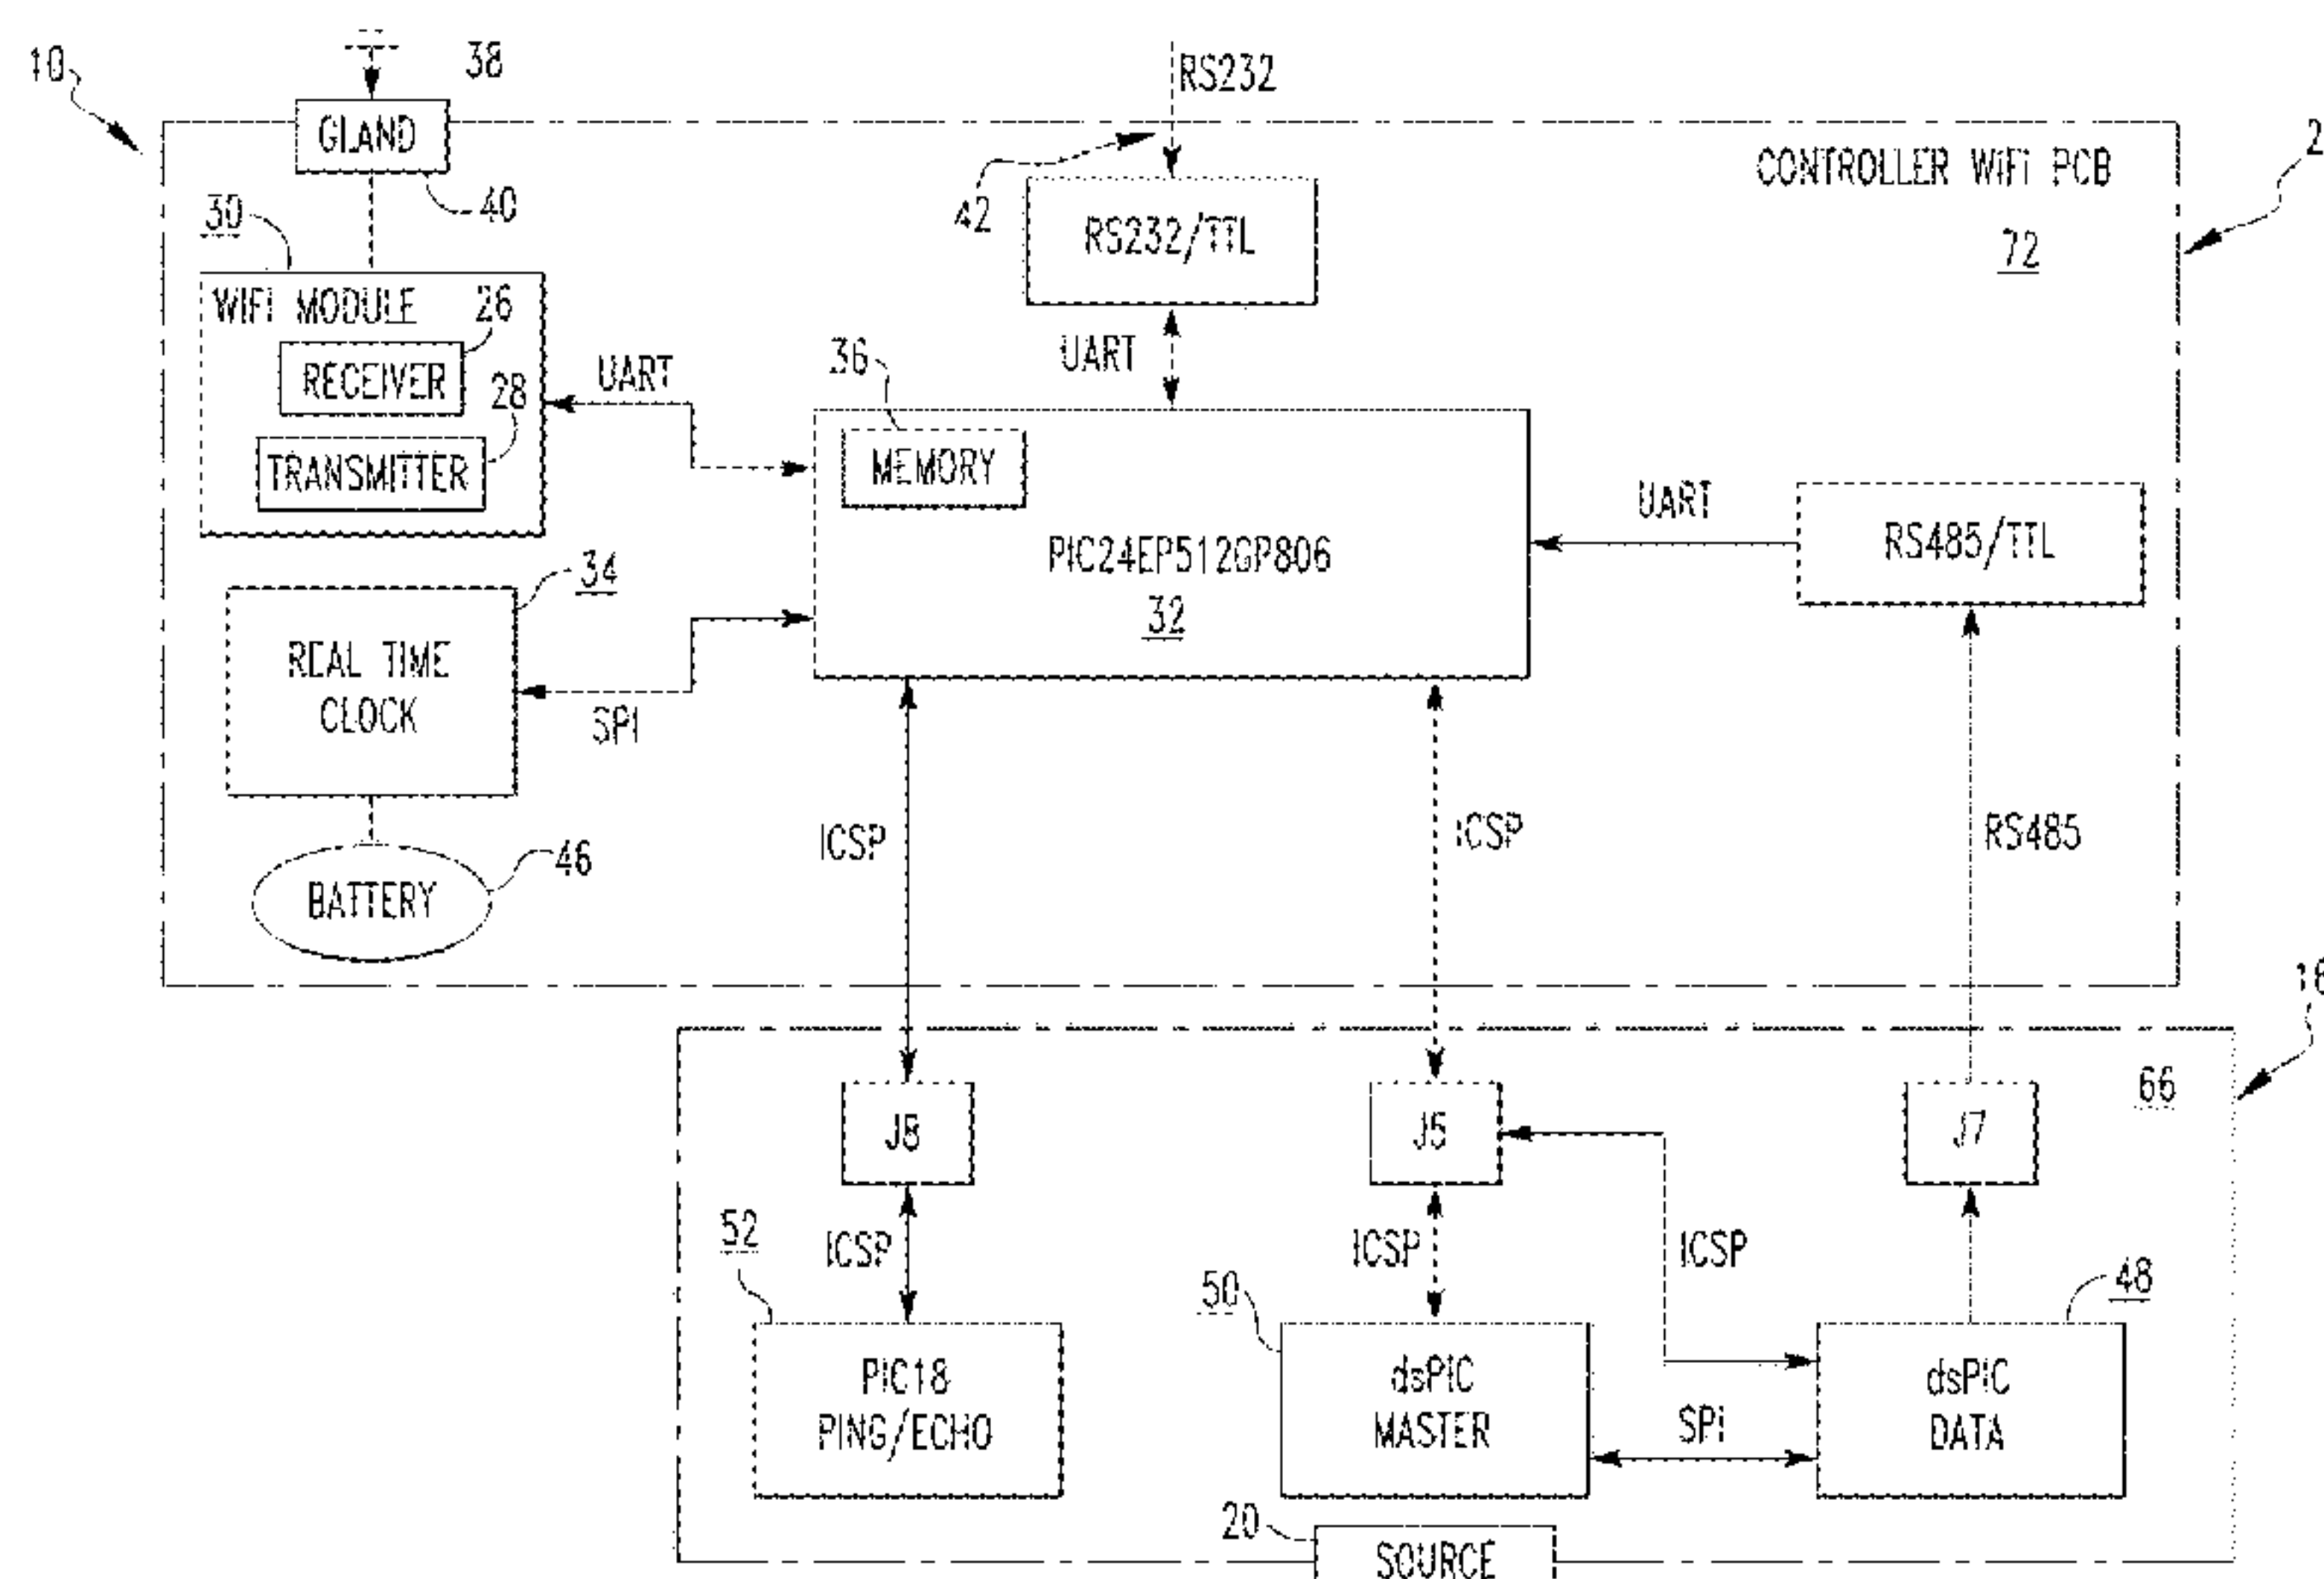 10
38
RS232
GLAND
CONTROLLER WIFI PCB
2
40
42
30
RS232/TTL
72
WIFI MODULE
26
RECEIVER
28
TRANSMITTER
UART
UART
36
MEMORY
PIC24EP512GP806
32
UART
RS485/TTL
34
REAL TIME
CLOCK
SPI
BATTERY
46
ICSP
ICSP
RS485
16
66
J7
52
ICSP
ICSP
ICSP
50
48
PIC18
PING/ECHO
dsPIC
MASTER
SPI
dsPIC
DATA
20
SOURCE